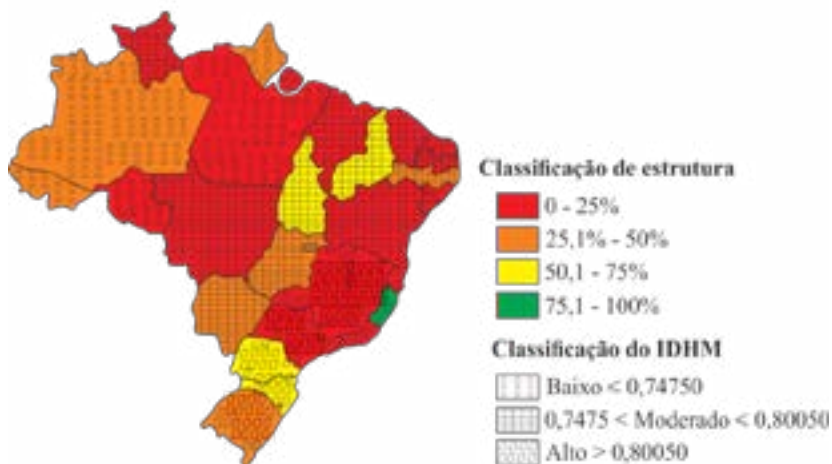 Classificação de estrutura
0 - 25%
25,1% - 50%
50,1 - 75%
75,1 - 100%
Classificação do IDHM
Baixo < 0,74750
0,7475 < Moderado < 0,80050
Alto > 0,80050